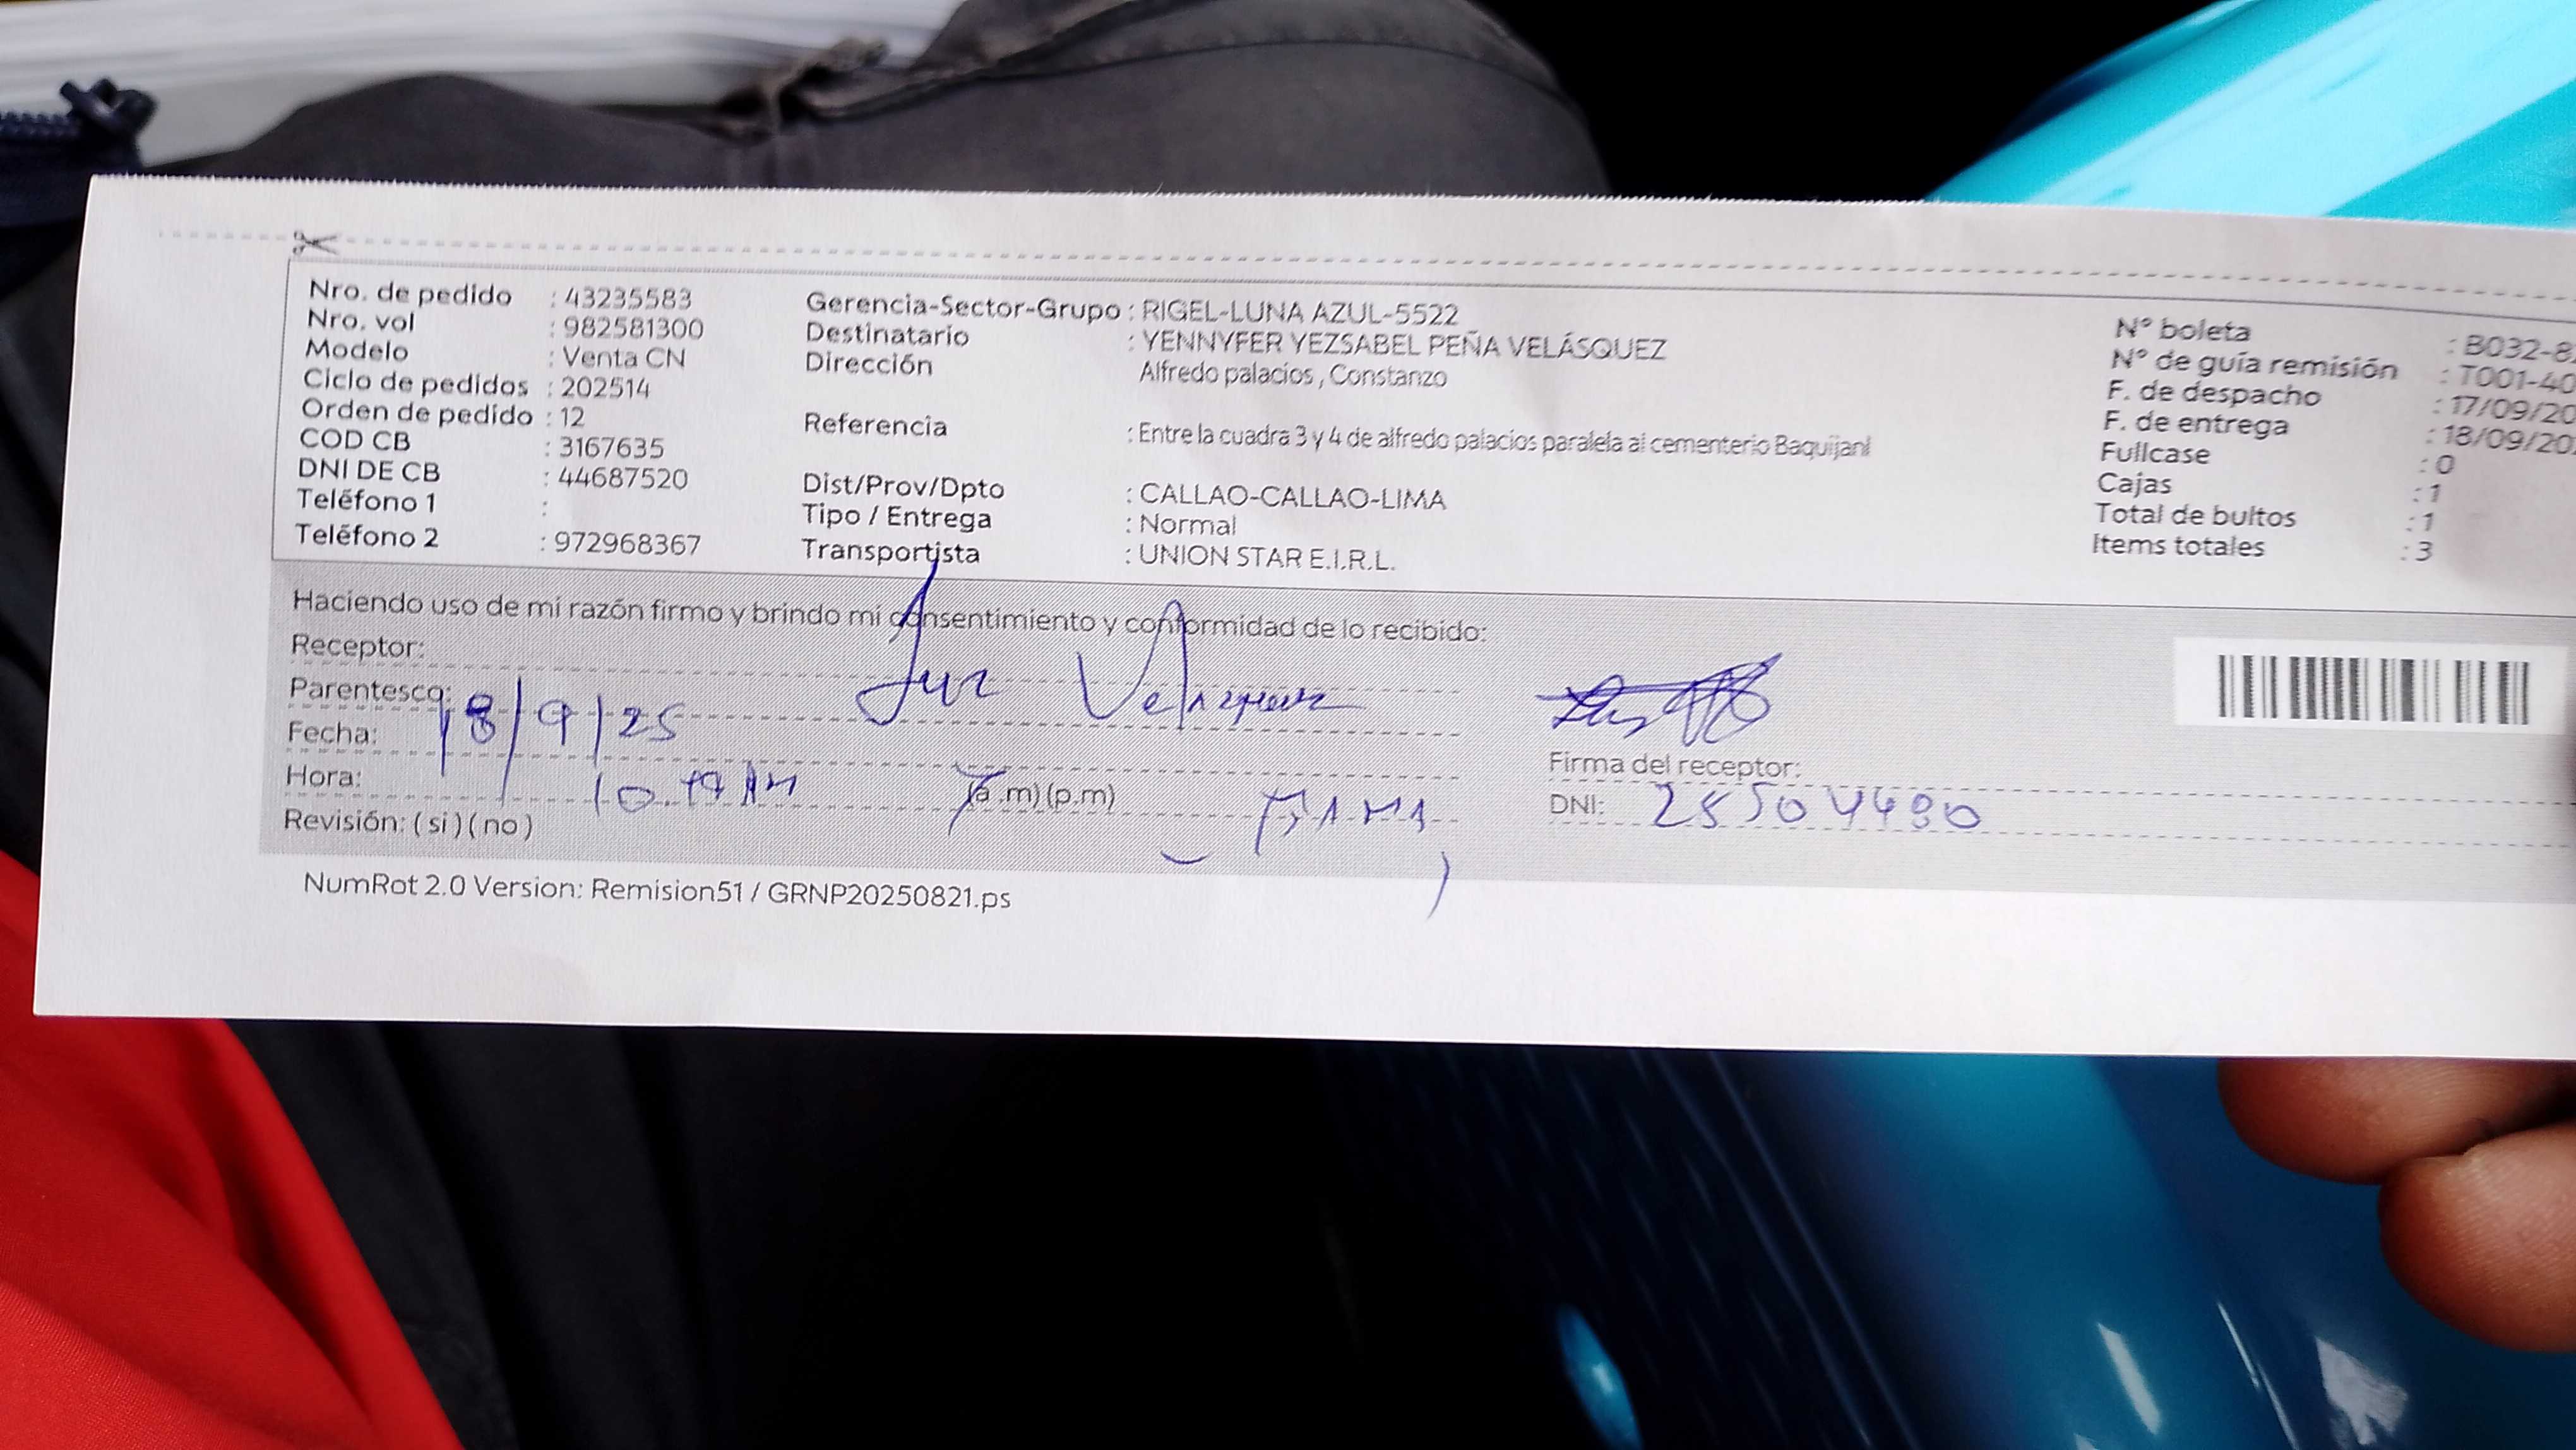 Nro. de pedido : 43235583
Nro. vol : 982581300
Modelo : Venta CN
Ciclo de pedidos : 202514
Orden de pedido : 12
COD CB : 3167635
DNI DE CB : 44687520
Teléfono 1 :
Teléfono 2 : 972968367
Gerencia-Sector-Grupo : RIGEL-LUNA AZUL-5522
Destinatario : YENNYFER YEZSABEL PEÑA VELÁSQUEZ
Dirección Alfredo palacios , Constanzo
Referencia : Entre la cuadra 3 y 4 de alfredo palacios paralela al cementerio Baquijani
Dist/Prov/Dpto : CALLAO-CALLAO-LIMA
Tipo / Entrega : Normal
Transportista : UNION STAR E.I.R.L.
N° boleta : B032-8
N° de guía remisión : T001-40
F. de despacho : 17/09/20
F. de entrega : 18/09/20
Fullcase : 0
Cajas : 1
Total de bultos : 1
Items totales : 3
Haciendo uso de mi razón firmo y brindo mi consentimiento y conformidad de lo recibido:
Receptor:
Parentesco:
Fecha: 18/9/25
Hora: (a .m) (p.m)
Revisión: ( si ) ( no )
Firma del receptor:
DNI: 25504480
NumRot 2.0 Version: Remision51 / GRNP20250821.ps